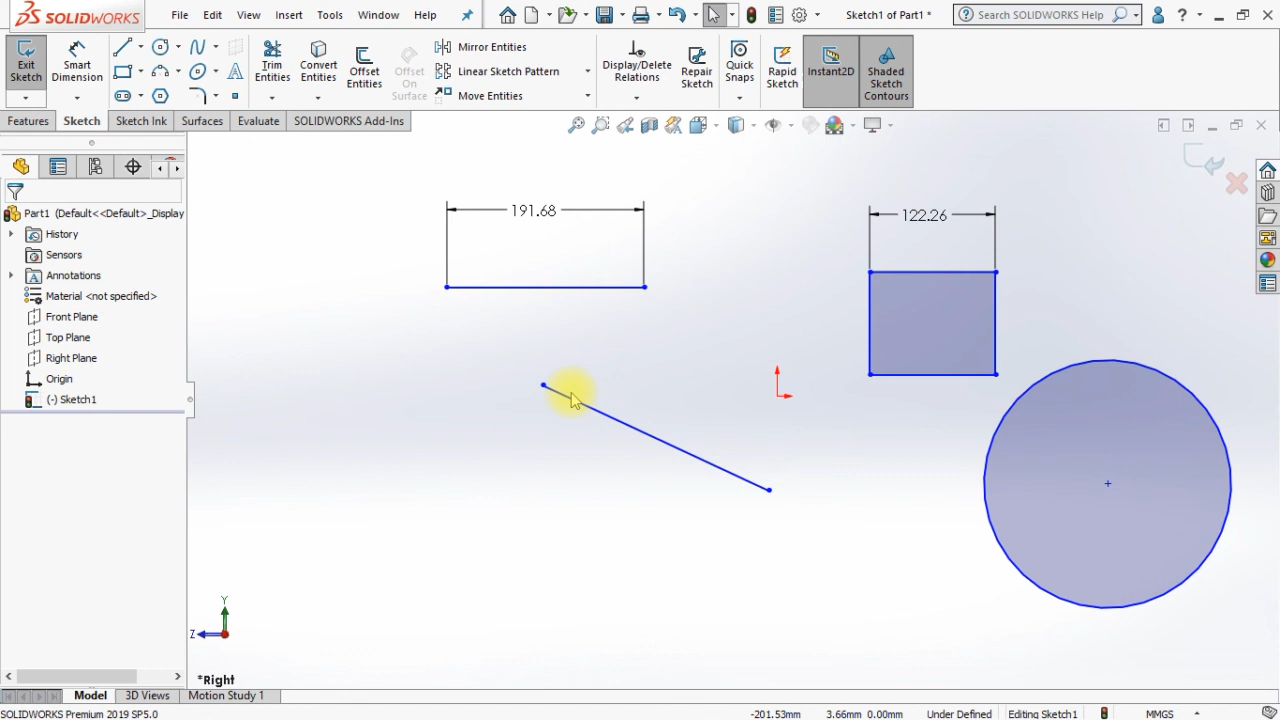 SOLIDWORKS File Edit View Insert Tools Window Help Sketch1 of Part1 * Search SOLIDWORKS Help ?
Exit Sketch
Smart Dimension
Trim Entities
Convert Entities
Offset Entities
Offset On Surface
Mirror Entities
Linear Sketch Pattern
Move Entities
Display/Delete Relations
Repair Sketch
Quick Snaps
Rapid Sketch
Instant2D
Shaded Sketch Contours
Features Sketch Sketch Ink Surfaces Evaluate SOLIDWORKS Add-Ins
Part1 (Default<<Default>_Display
History
Sensors
Annotations
Material <not specified>
Front Plane
Top Plane
Right Plane
Origin
(-) Sketch1
191.68
122.26
Y
Z
*Right
Model 3D Views Motion Study 1
SOLIDWORKS Premium 2019 SP5.0 -201.53mm 3.66mm 0.00mm Under Defined Editing Sketch1 MMGS